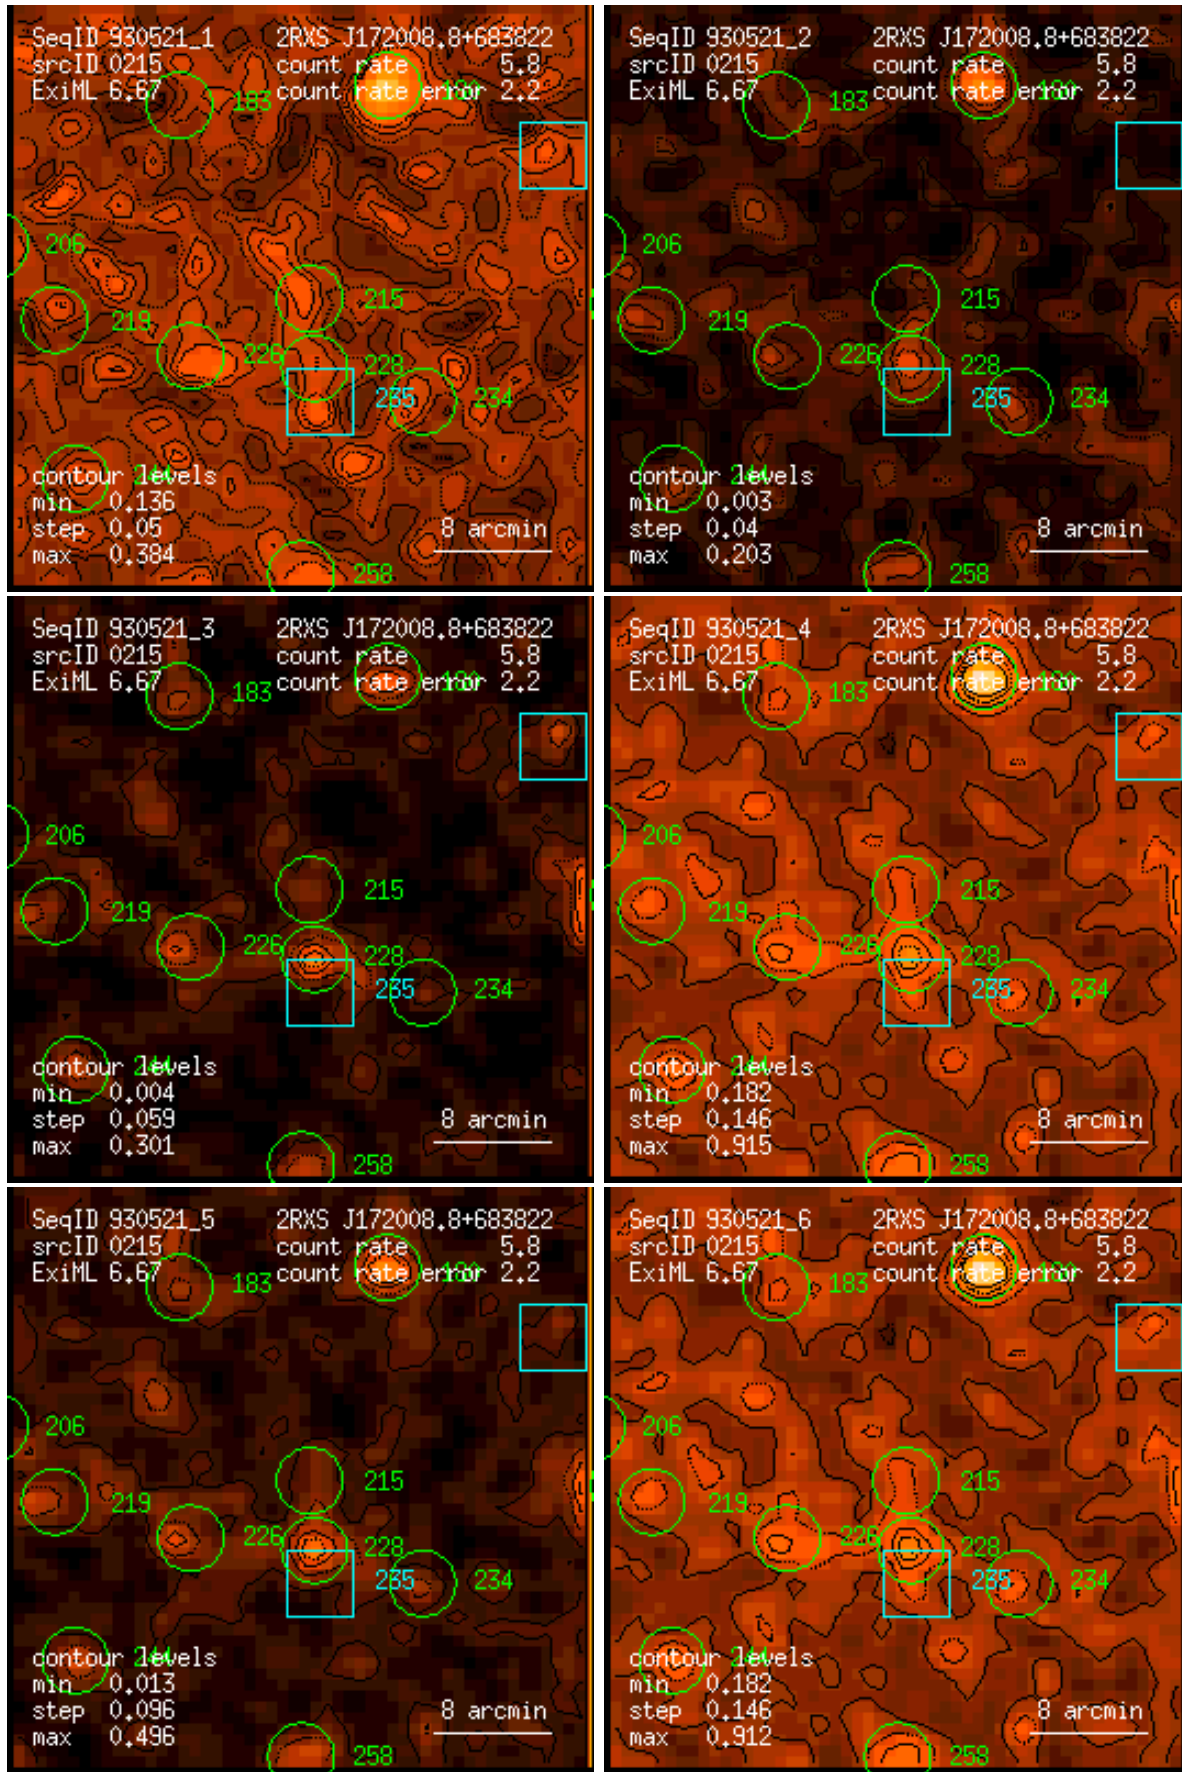 SeqID 930521_1 2RXS J172008.8+683822
srcID 0215 count rate 5.8
ExiML 6.67 183 count rate error 2.2
206
215
219
226 228
235 234
contour levels
min 0.136
step 0.05 8 arcmin
max 0.384
258
SeqID 930521_2 2RXS J172008.8+683822
srcID 0215 count rate 5.8
ExiML 6.67 183 count rate error 2.2
206
215
219
226 228
235 234
contour levels
min 0.003
step 0.04 8 arcmin
max 0.203
258
SeqID 930521_3 2RXS J172008.8+683822
srcID 0215 count rate 5.8
ExiML 6.67 183 count rate error 2.2
206
215
219
226 228
235 234
contour levels
min 0.004
step 0.059 8 arcmin
max 0.301
258
SeqID 930521_4 2RXS J172008.8+683822
srcID 0215 count rate 5.8
ExiML 6.67 183 count rate error 2.2
206
215
219
226 228
235 234
contour levels
min 0.182
step 0.146 8 arcmin
max 0.915
258
SeqID 930521_5 2RXS J172008.8+683822
srcID 0215 count rate 5.8
ExiML 6.67 183 count rate error 2.2
206
215
219
226 228
235 234
contour levels
min 0.013
step 0.096 8 arcmin
max 0.496
258
SeqID 930521_6 2RXS J172008.8+683822
srcID 0215 count rate 5.8
ExiML 6.67 183 count rate error 2.2
206
215
219
226 228
235 234
contour levels
min 0.182
step 0.146 8 arcmin
max 0.912
258